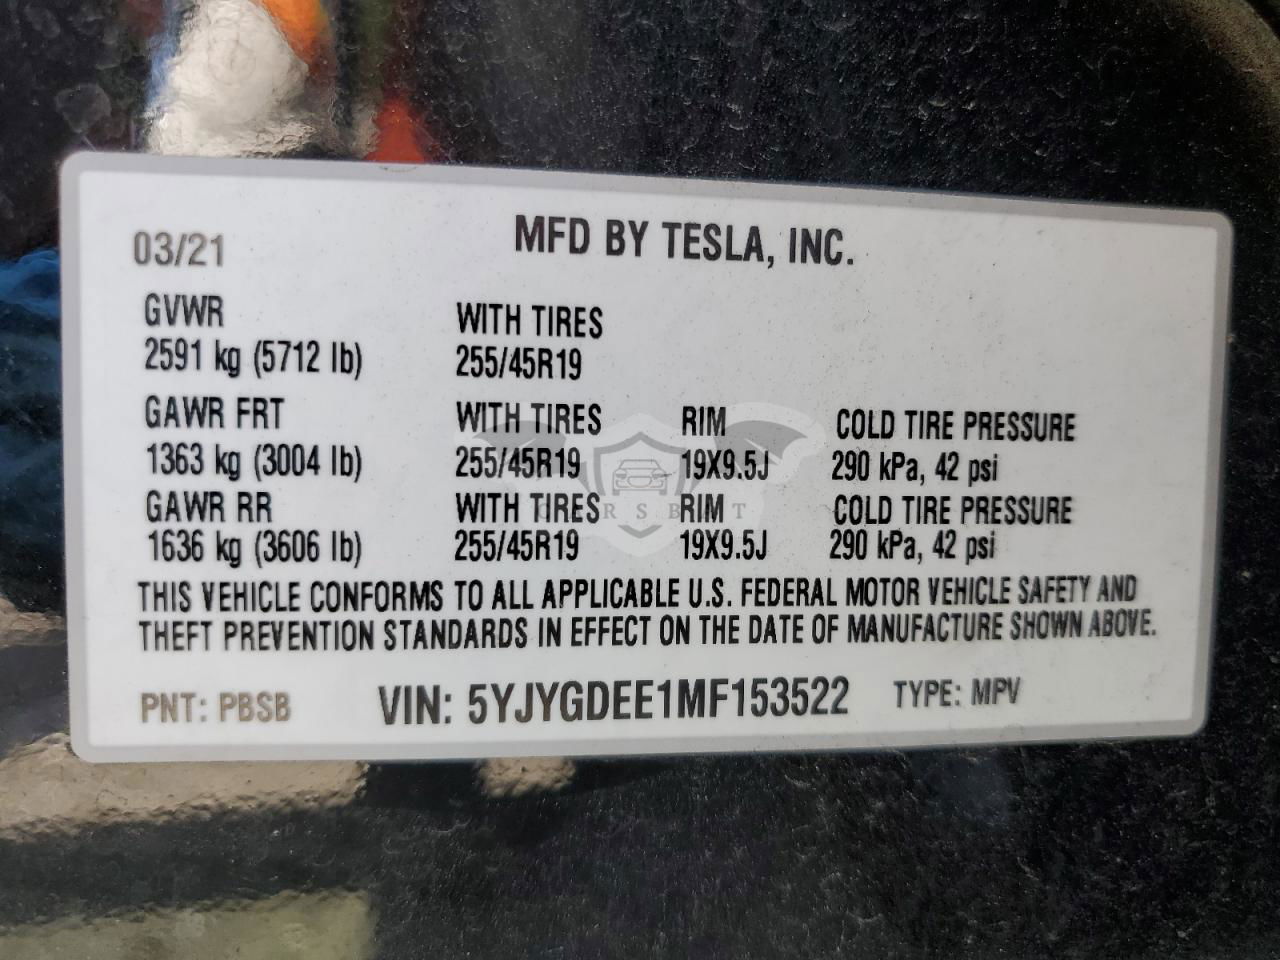 03/21 MFD BY TESLA, INC.
GVWR WITH TIRES
2591 kg (5712 lb) 255/45R19
GAWR FRT WITH TIRES RIM COLD TIRE PRESSURE
1363 kg (3004 lb) 255/45R19 19X9.5J 290 kPa, 42 psi
GAWR RR WITH TIRES RIM COLD TIRE PRESSURE
1636 kg (3606 lb) 255/45R19 19X9.5J 290 kPa, 42 psi
THIS VEHICLE CONFORMS TO ALL APPLICABLE U.S. FEDERAL MOTOR VEHICLE SAFETY AND
THEFT PREVENTION STANDARDS IN EFFECT ON THE DATE OF MANUFACTURE SHOWN ABOVE.
PNT: PBSB VIN: 5YJYGDEE1MF153522 TYPE: MPV
CARSBAT